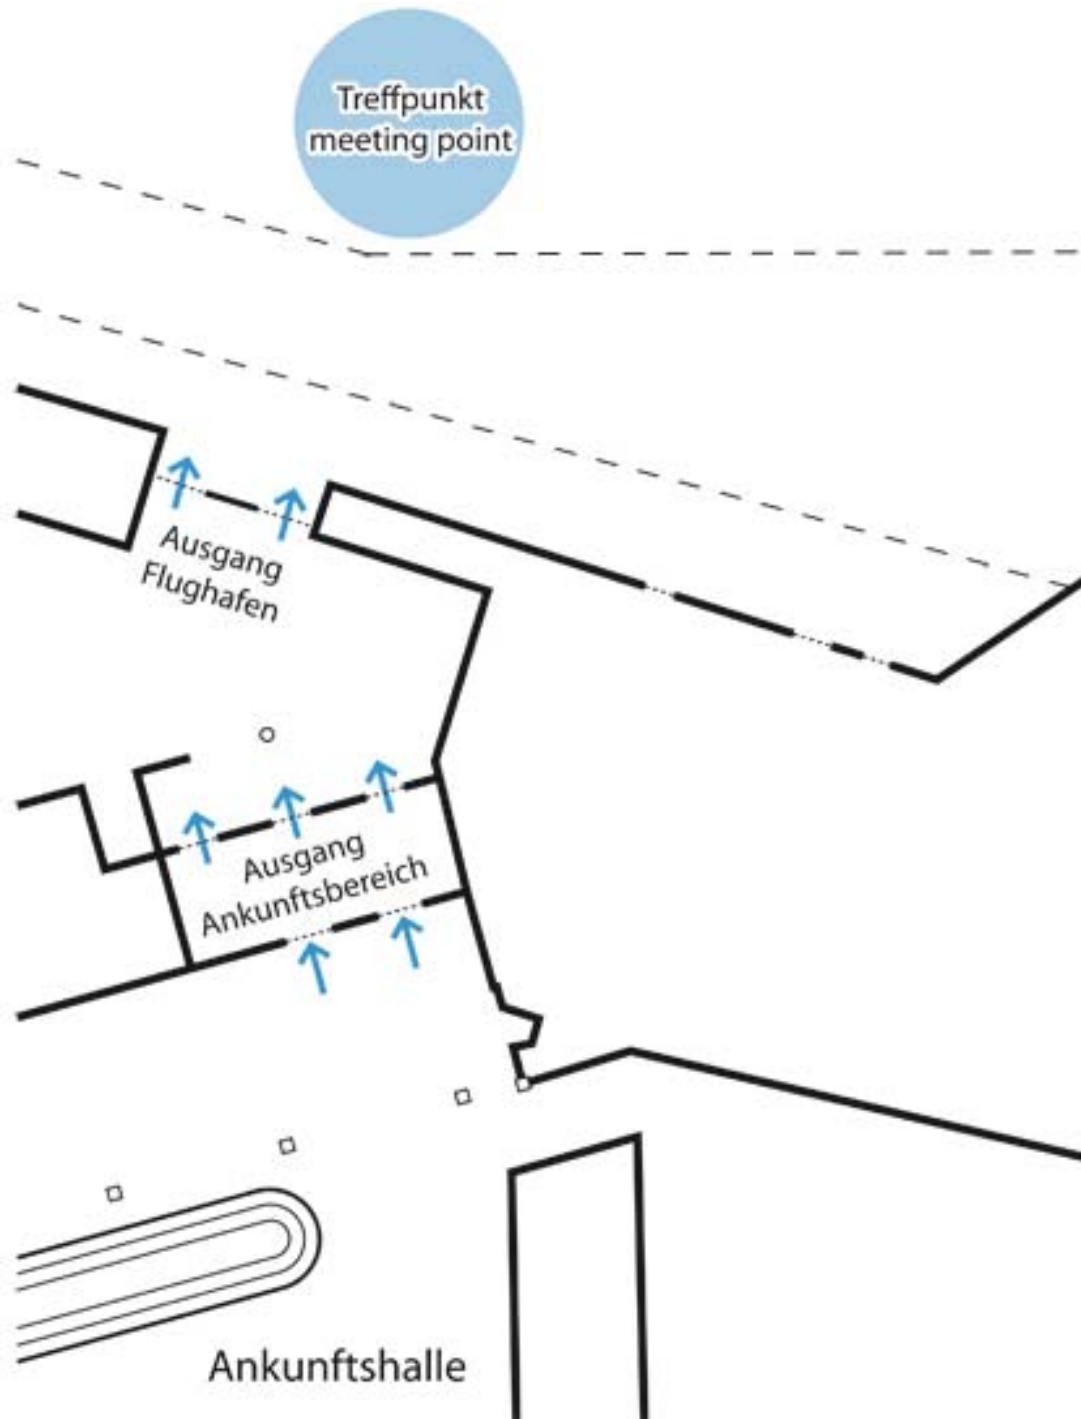 Treffpunkt
meeting point
Ausgang
Flughafen
Ausgang
Ankunftsbereich
Ankunftshalle